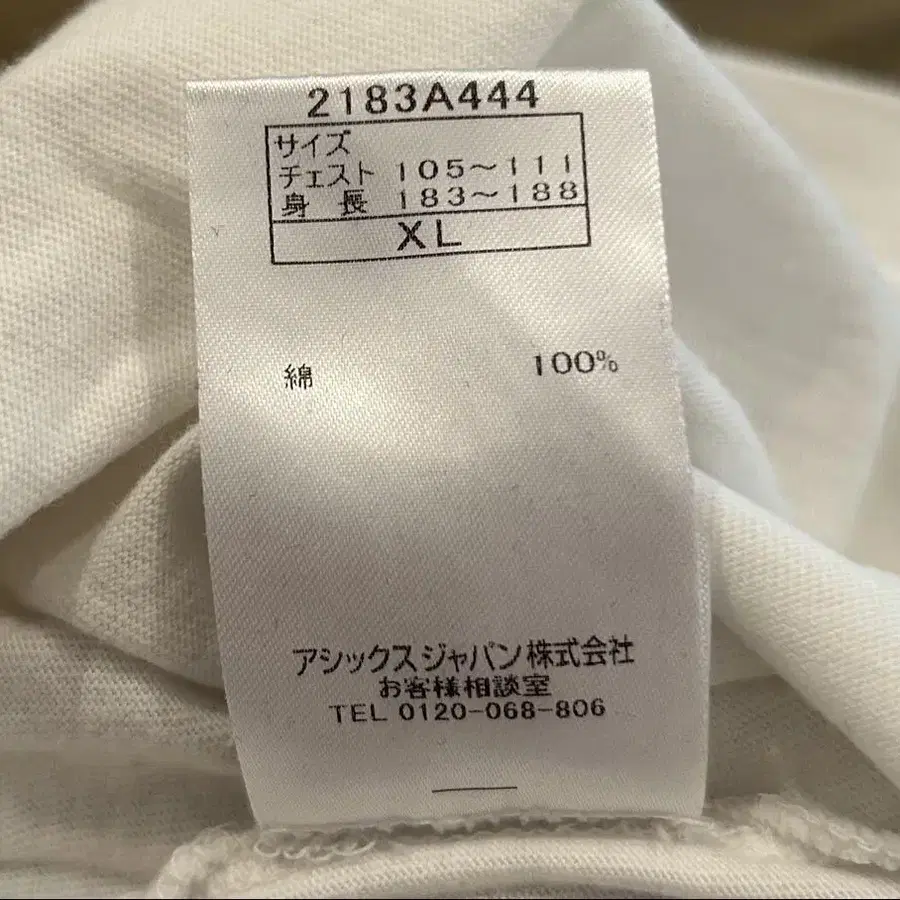 2183A444
サイズ
チェスト 105～111
身長 183～188
XL
綿 100%
アシックスジャパン株式会社
お客様相談室
TEL 0120-068-806